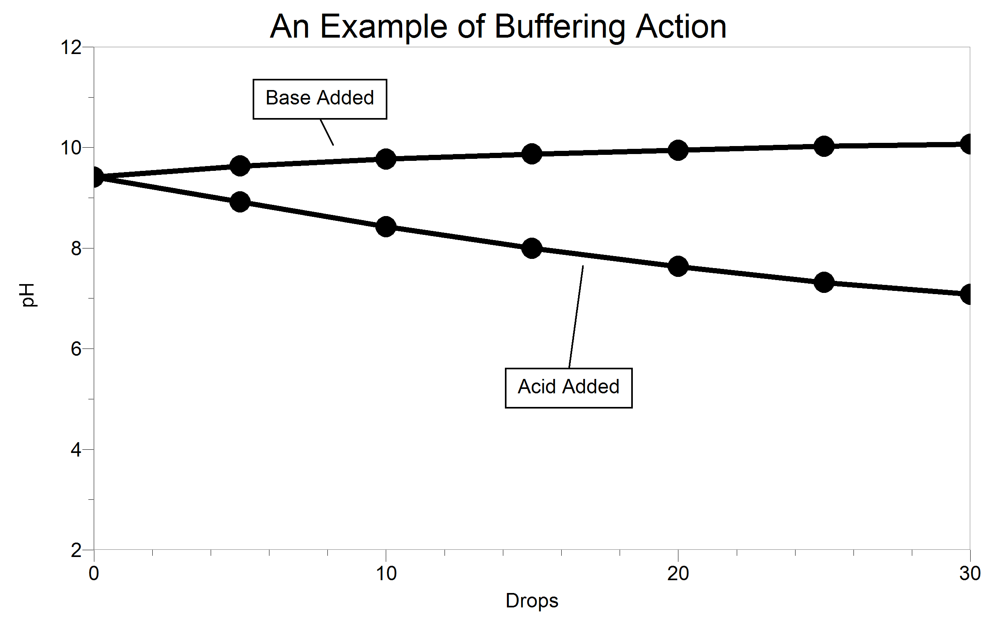 An Example of Buffering Action
12
Base Added
10
8
pH
6
Acid Added
4
2
0 10 20 30
Drops